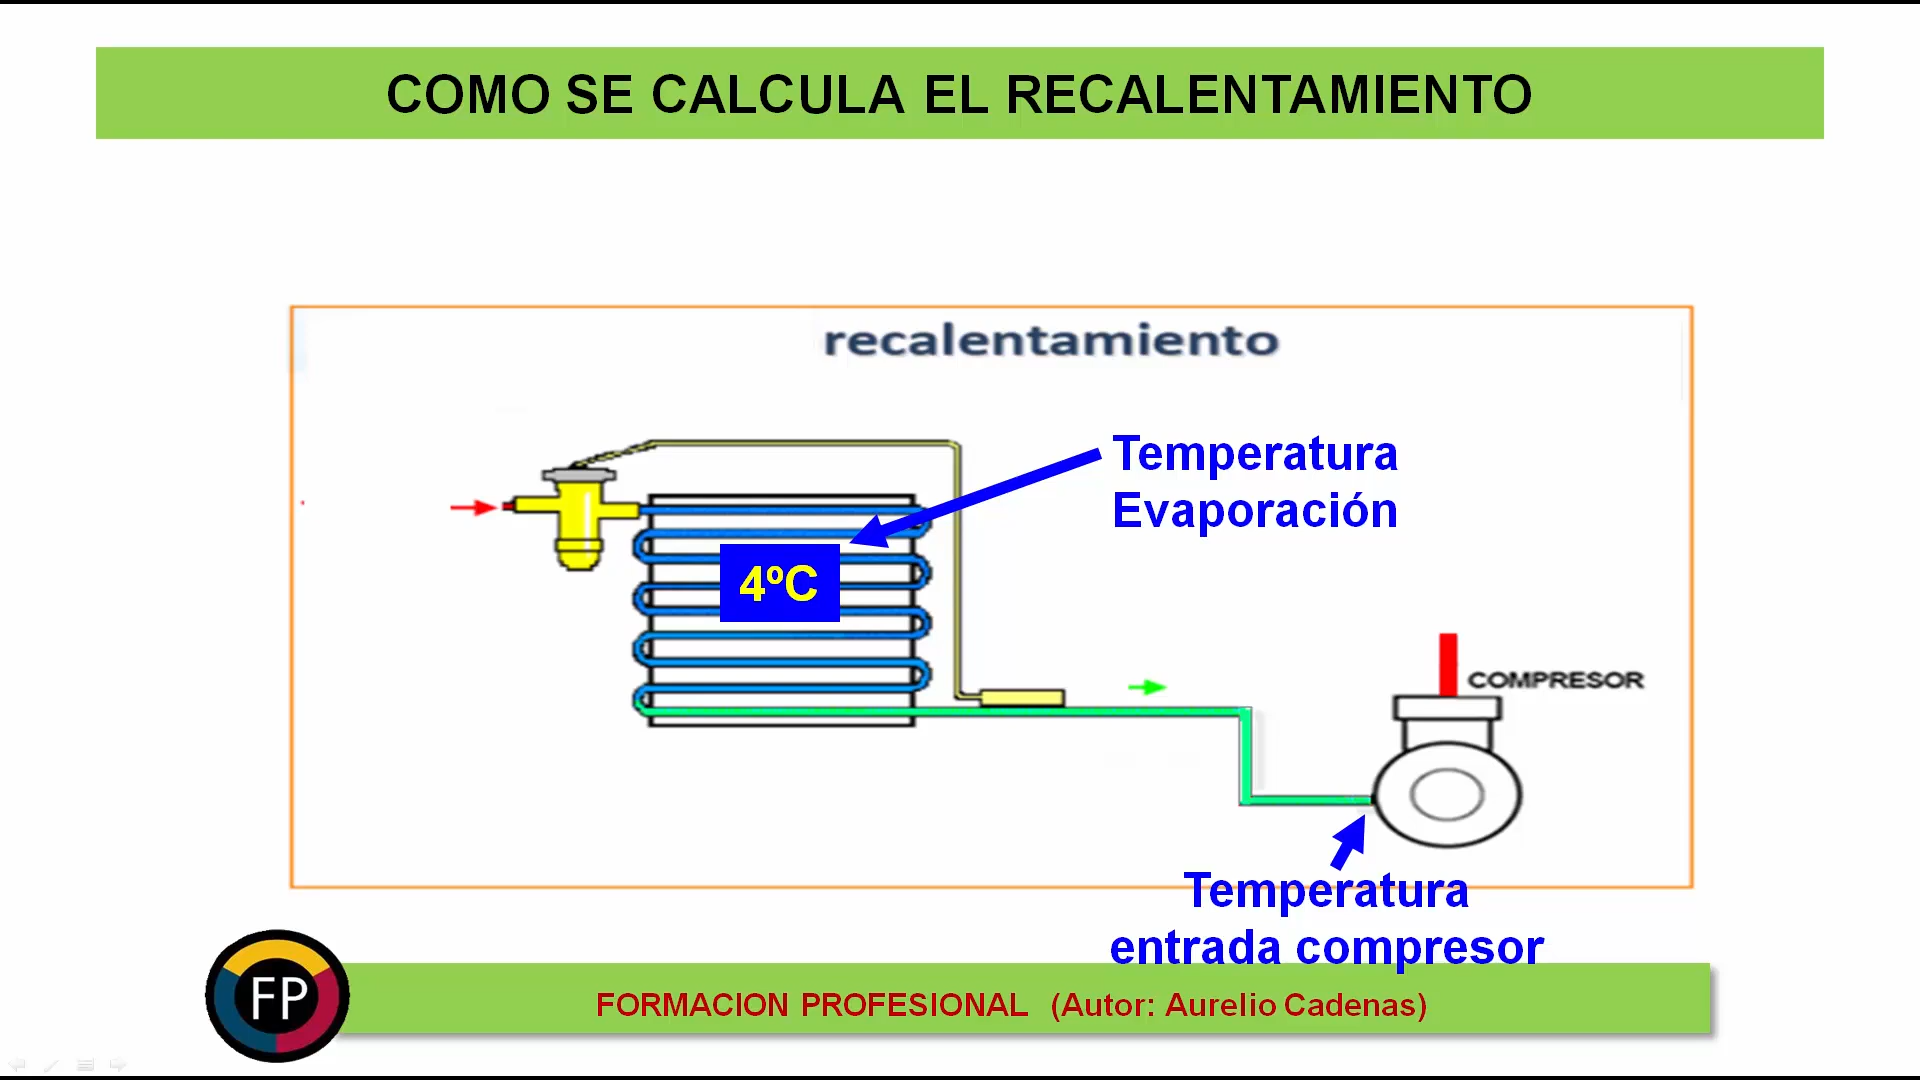 COMO SE CALCULA EL RECALENTAMIENTO
recalentamiento
Temperatura
Evaporación
4ºC
COMPRESOR
Temperatura
entrada compresor
FP
FORMACION PROFESIONAL (Autor: Aurelio Cadenas)